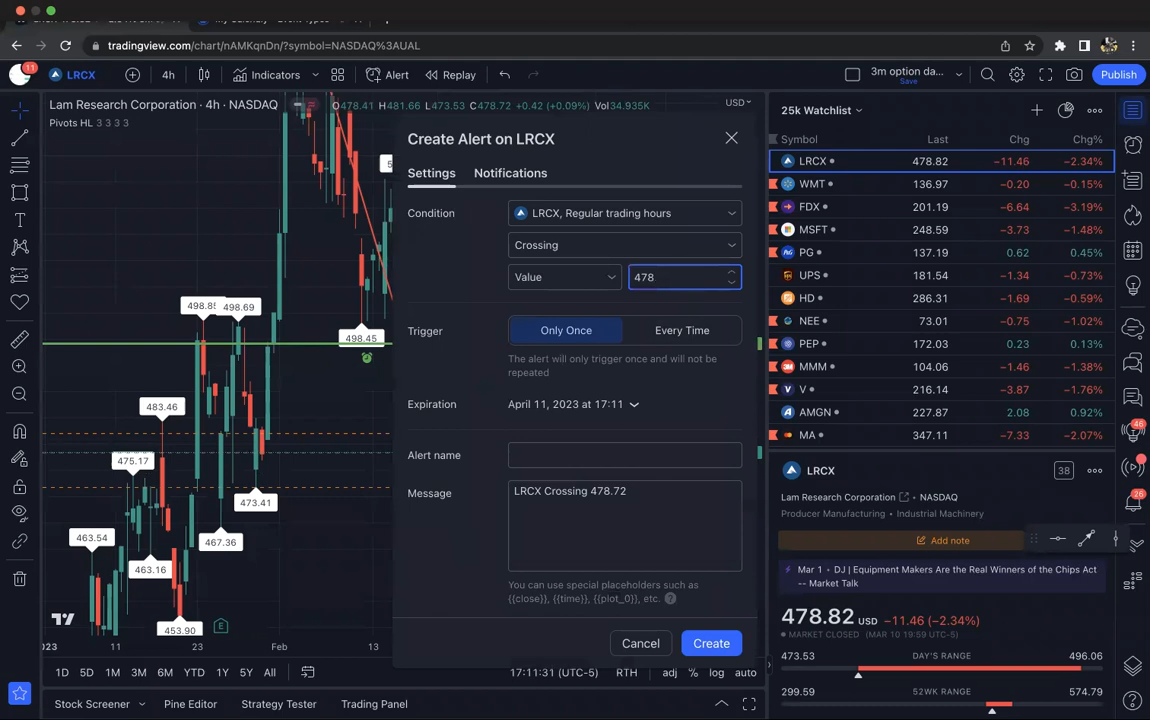 tradingview.com/chart/nAMKqnDn/?symbol=NASDAQ%3AUAL
11
LRCX
4h
Indicators
Alert
Replay
3m option da...
Save
Publish
Lam Research Corporation · 4h · NASDAQ
O478.41 H481.66 L473.53 C478.72 +0.42 (+0.09%) Vol34.935K
USD
Pivots HL 3 3 3 3
498.69
498.45
483.46
475.17
473.41
467.36
463.54
463.16
453.90
E
11
23
Feb
13
1D 5D 1M 3M 6M YTD 1Y 5Y All
17:11:31 (UTC-5) RTH % log auto
adj
Stock Screener
Pine Editor
Strategy Tester
Trading Panel
Create Alert on LRCX
Settings
Notifications
Condition
LRCX, Regular trading hours
Crossing
Value
478
Trigger
Only Once
Every Time
The alert will only trigger once and will not be
repeated
Expiration
April 11, 2023 at 17:11
Alert name
Message
LRCX Crossing 478.72
You can use special placeholders such as
{{close}}, {{time}}, {{plot_0}}, etc.
Cancel
Create
25k Watchlist
Symbol Last Chg Chg%
LRCX 478.82 −11.46 −2.34%
WMT 136.97 −0.20 −0.15%
FDX 201.19 −6.64 −3.19%
MSFT 248.59 −3.73 −1.48%
PG 137.19 0.62 0.45%
UPS 181.54 −1.34 −0.73%
HD 286.31 −1.69 −0.59%
NEE 73.01 −0.75 −1.02%
PEP 172.03 0.23 0.13%
MMM 104.06 −1.46 −1.38%
V 216.14 −3.87 −1.76%
AMGN 227.87 2.08 0.92%
MA 347.11 −7.33 −2.07%
LRCX
38
Lam Research Corporation · NASDAQ
Producer Manufacturing · Industrial Machinery
Add note
Mar 1 · DJ | Equipment Makers Are the Real Winners of the Chips Act
-- Market Talk
478.82 USD −11.46 (−2.34%)
MARKET CLOSED (MAR 10 19:59 UTC-5)
473.53 DAY'S RANGE 496.06
299.59 52WK RANGE 574.79
46
26